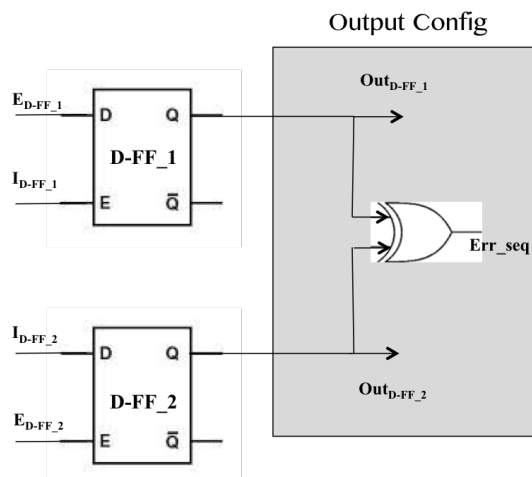 Output Config
E_D-FF_1
D Q
Out_D-FF_1
D-FF_1
I_D-FF_1
E Q̅
Err_seq
I_D-FF_2
D Q
Out_D-FF_2
D-FF_2
E_D-FF_2
E Q̅